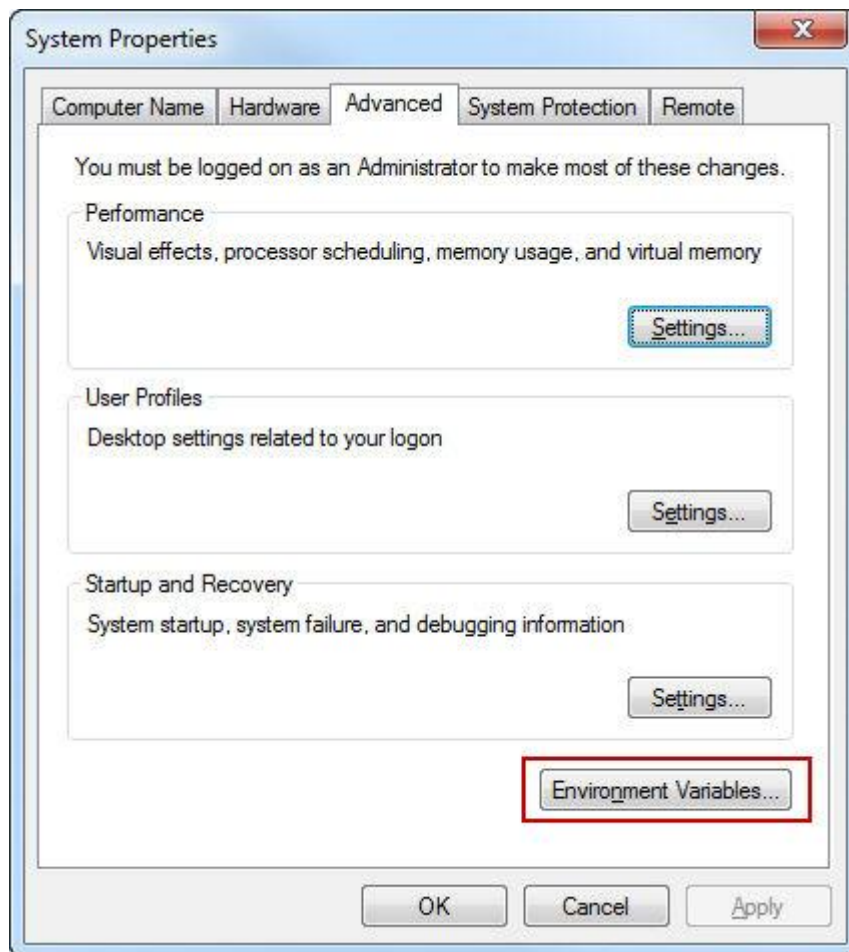 System Properties
Computer Name Hardware Advanced System Protection Remote
You must be logged on as an Administrator to make most of these changes.
Performance
Visual effects, processor scheduling, memory usage, and virtual memory
Settings...
User Profiles
Desktop settings related to your logon
Settings...
Startup and Recovery
System startup, system failure, and debugging information
Settings...
Environment Variables...
OK Cancel Apply